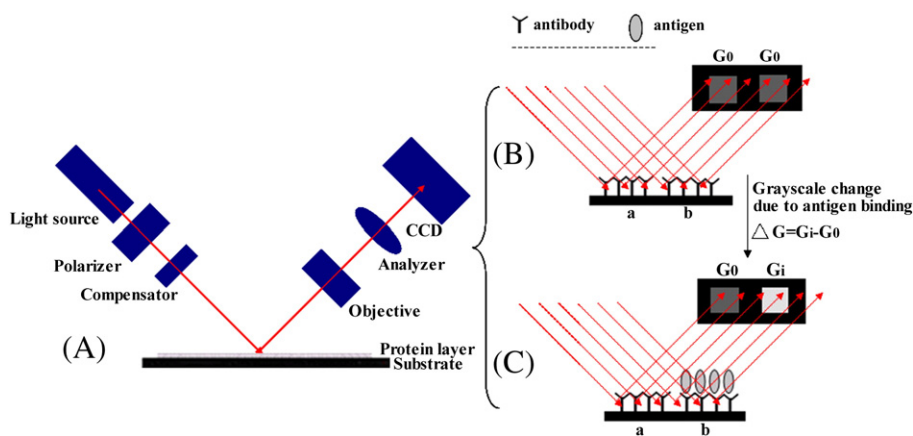 antibody antigen
G0 G0
(B)
a b
Grayscale change
due to antigen binding
△ G=Gi-G0
Light source
Polarizer
Compensator
CCD
Analyzer
Objective
(A)
Protein layer
Substrate
G0 Gi
(C)
a b